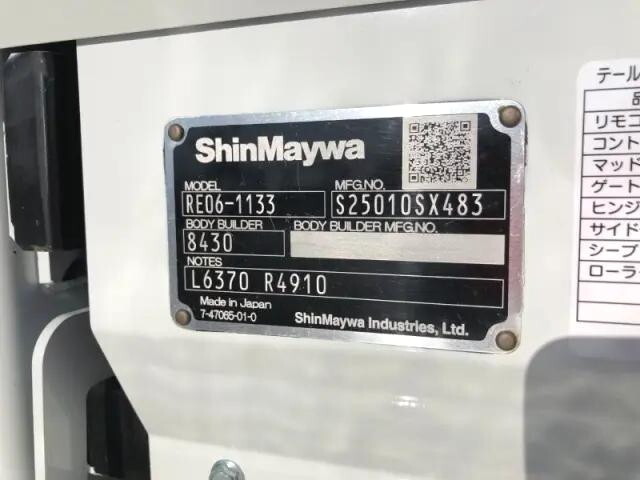 ShinMaywa
MODEL MFG.NO.
RE06-1133 S25010SX483
BODY BUILDER BODY BUILDER MFG.NO.
8430
NOTES
L6370 R4910
Made in Japan
7-47065-01-0 ShinMaywa Industries, Ltd.
テール
リモコ
コント
マッド
ゲート
ヒンジ
サイド
シープ
ローラ